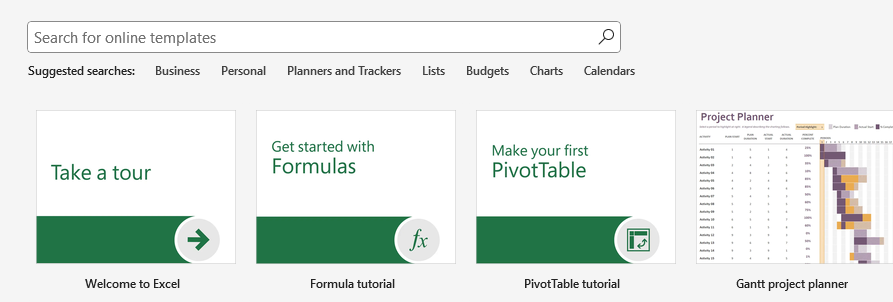 Search for online templates
Suggested searches: Business Personal Planners and Trackers Lists Budgets Charts Calendars
Take a tour
Get started with
Formulas
fx
Make your first
PivotTable
Project Planner
Welcome to Excel
Formula tutorial
PivotTable tutorial
Gantt project planner